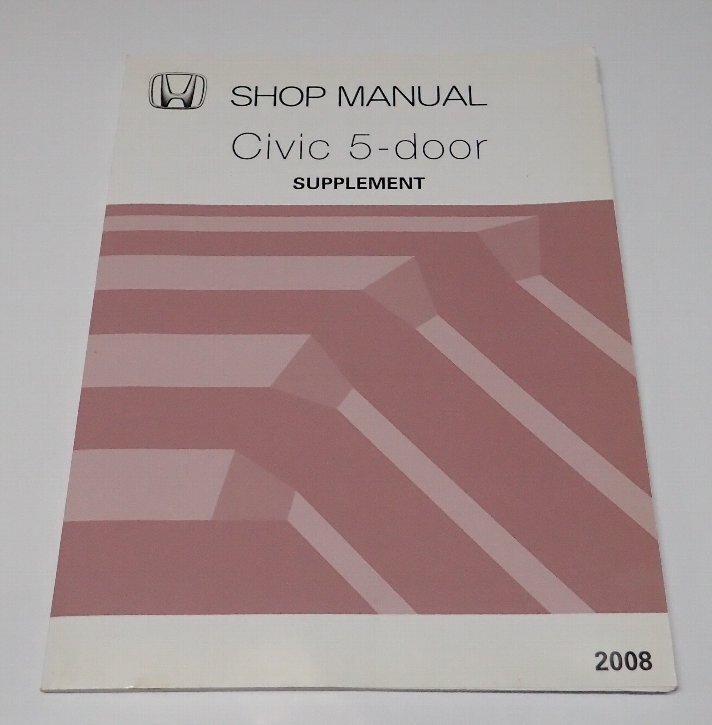 SHOP MANUAL
Civic 5-door
SUPPLEMENT
2008